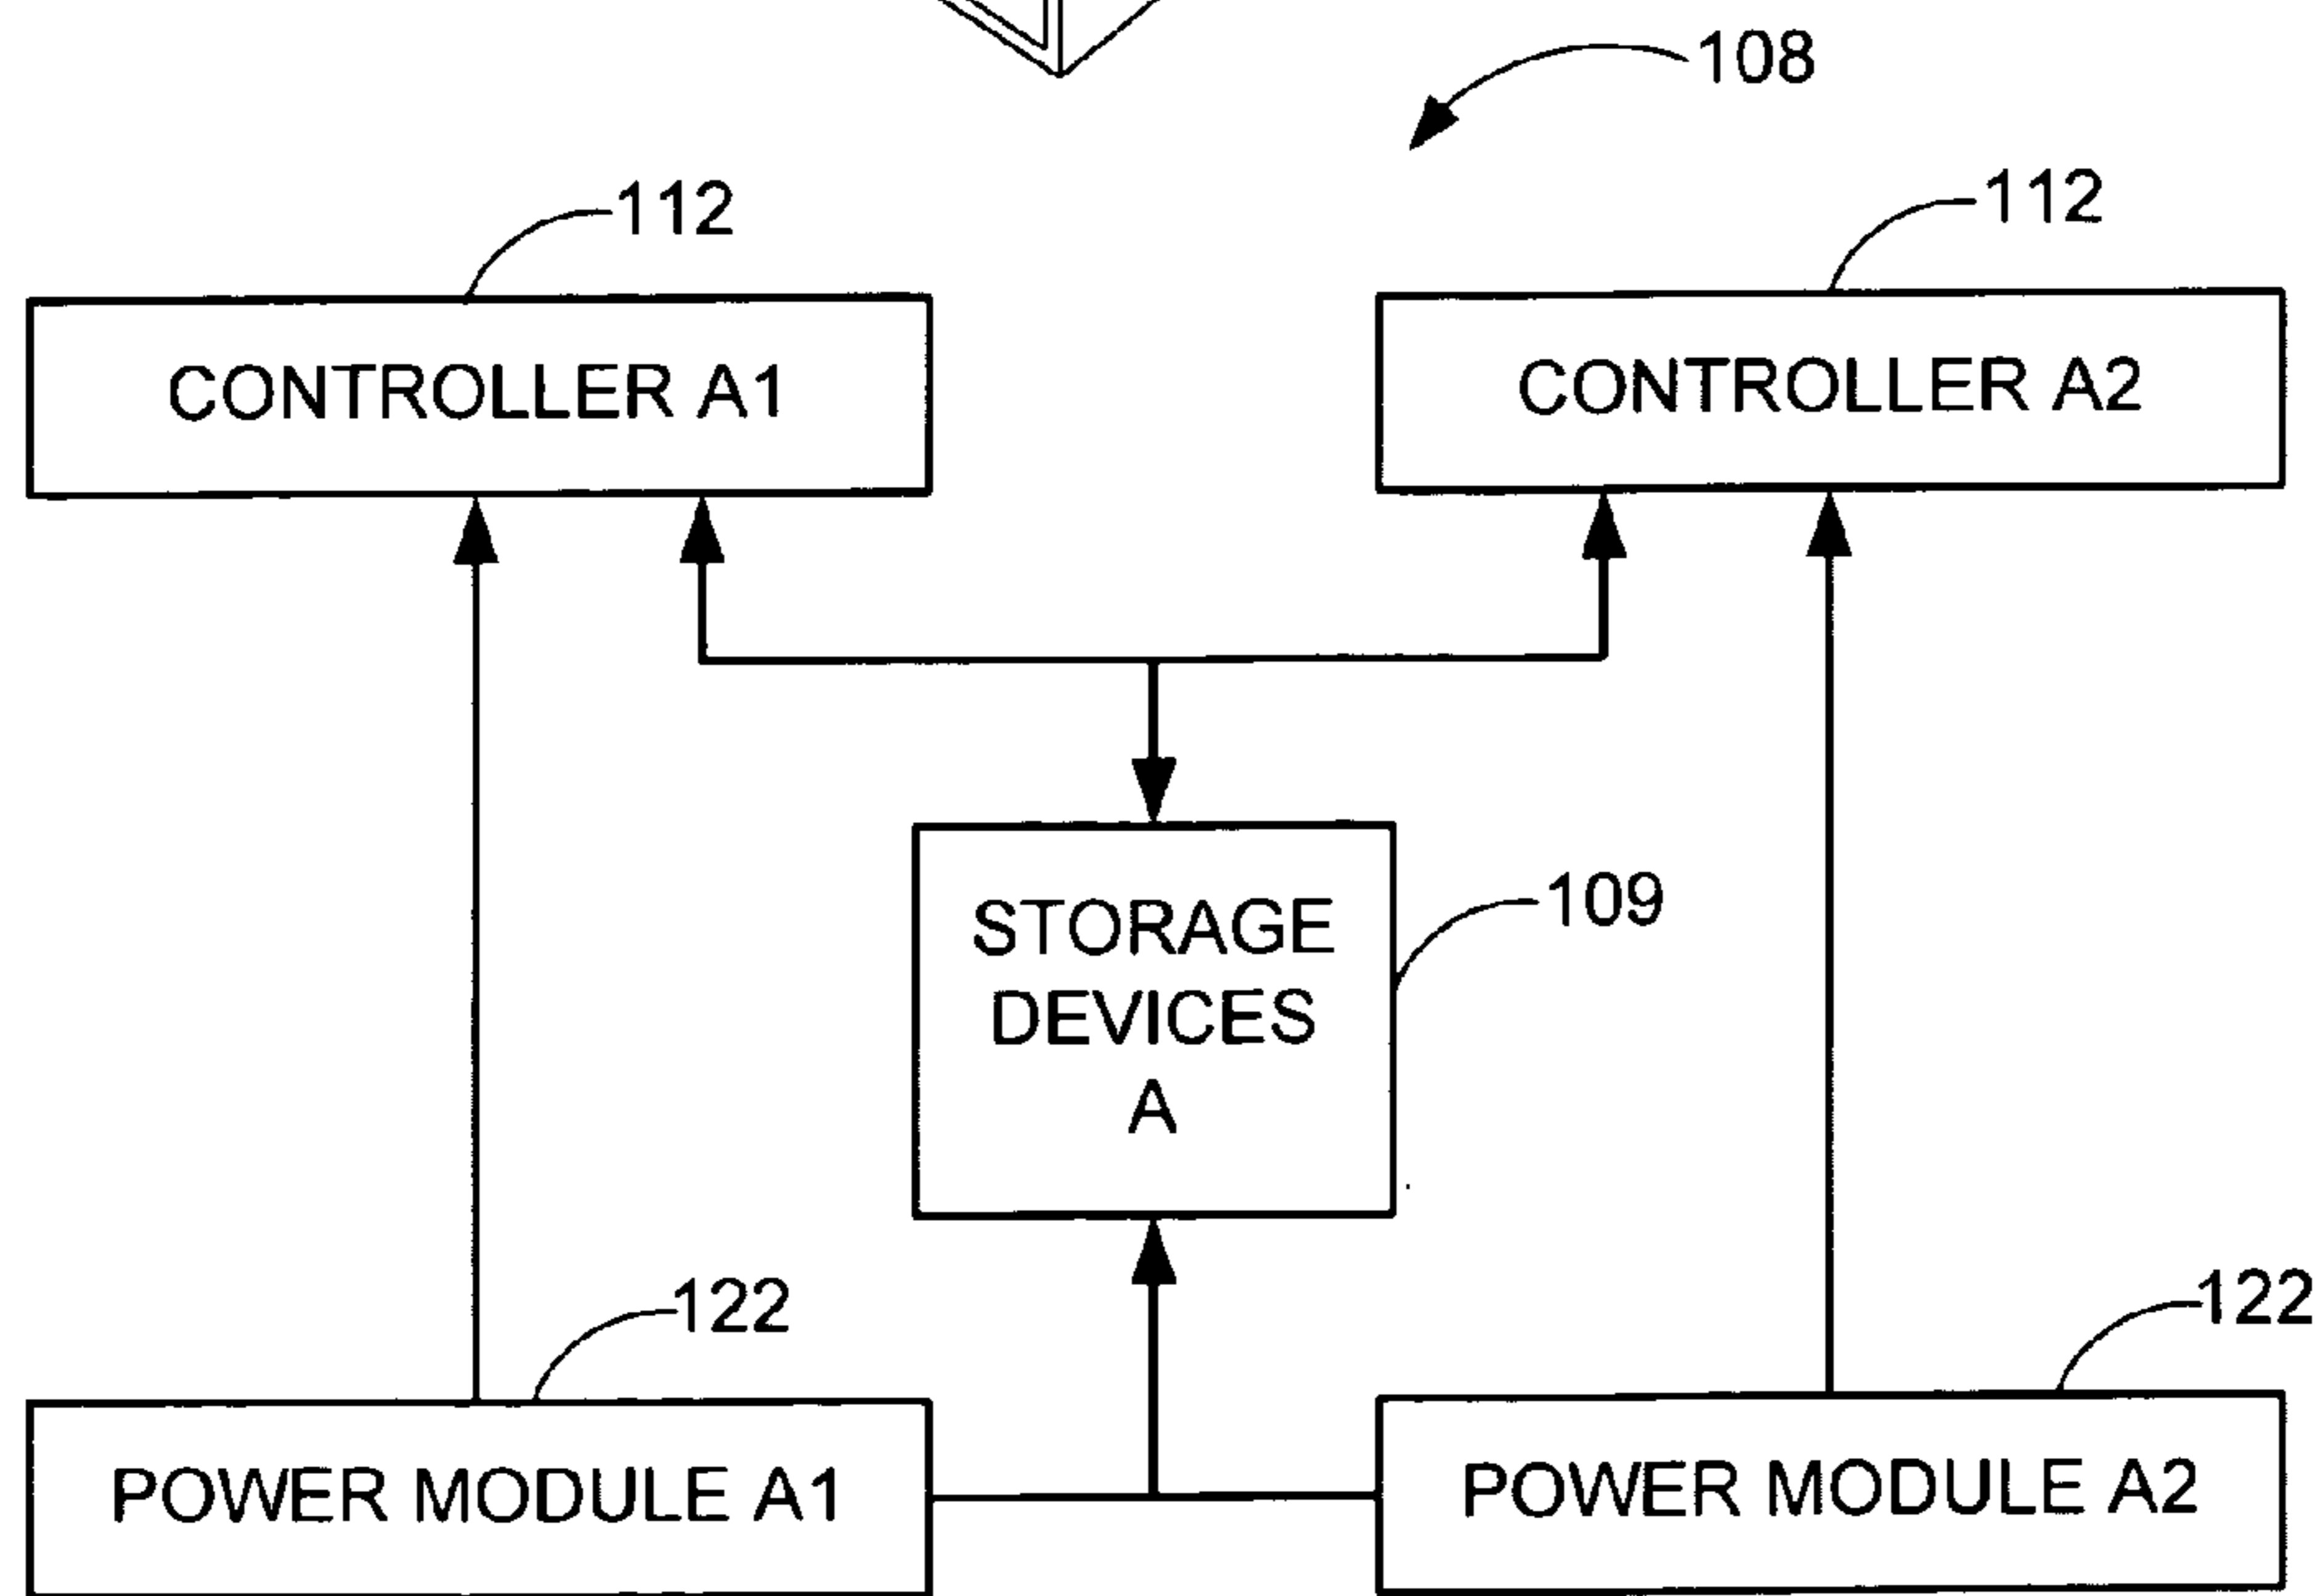 108
112
112
CONTROLLER A1
CONTROLLER A2
STORAGE
DEVICES
A
109
122
122
POWER MODULE A1
POWER MODULE A2